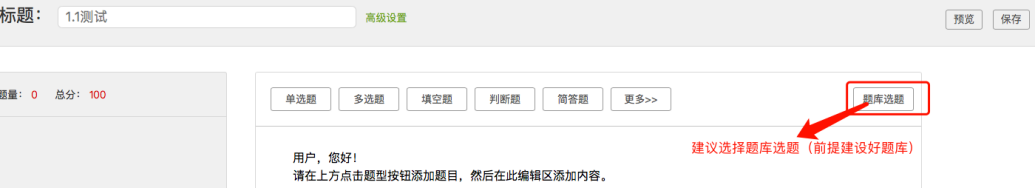 标题：
1.1测试
高级设置
预览
保存
题量：0 总分：100
单选题 多选题 填空题 判断题 简答题 更多>> 题库选题
建议选择题库选题（前提建设好题库）
用户，您好！
请在上方点击题型按钮添加题目，然后在此编辑区添加内容。